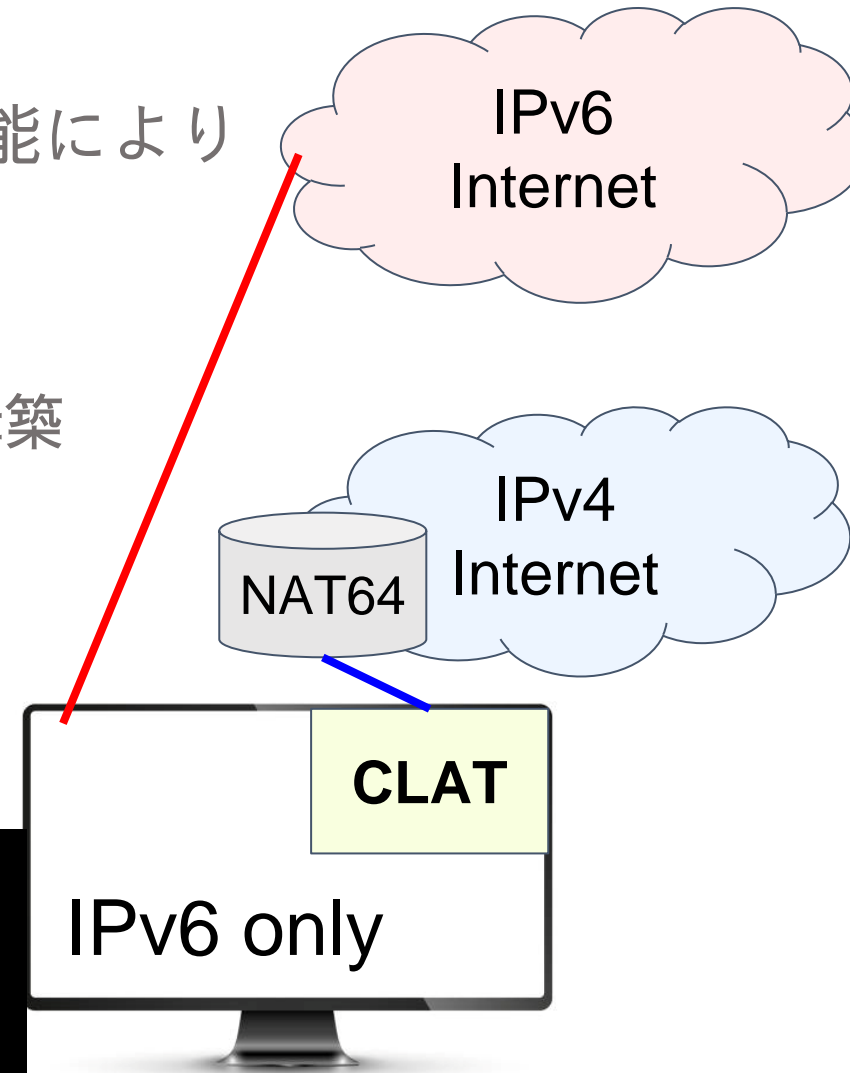 能により
IPv6
Internet
築
IPv4
Internet
NAT64
CLAT
IPv6 only